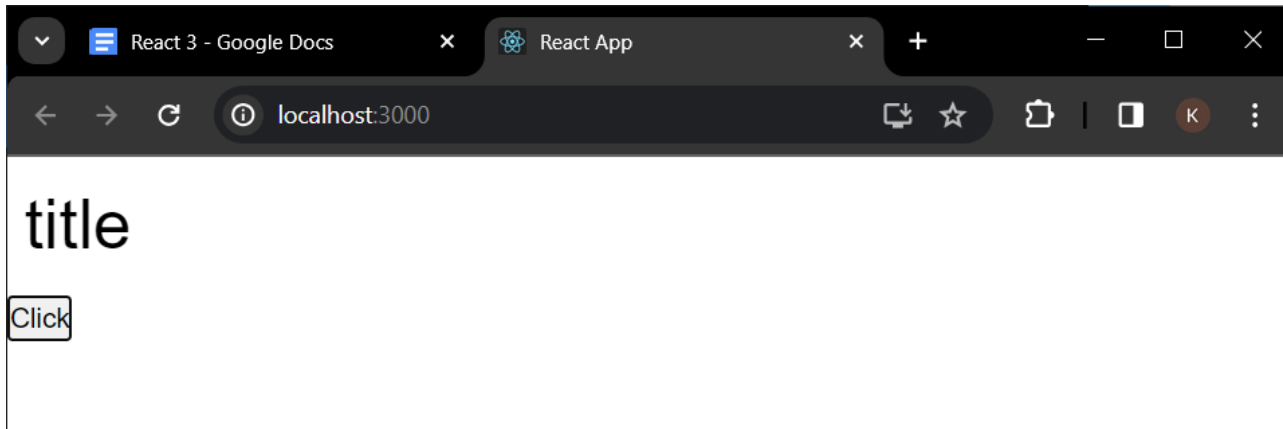 React 3 - Google Docs
React App
localhost:3000
K
title
Click